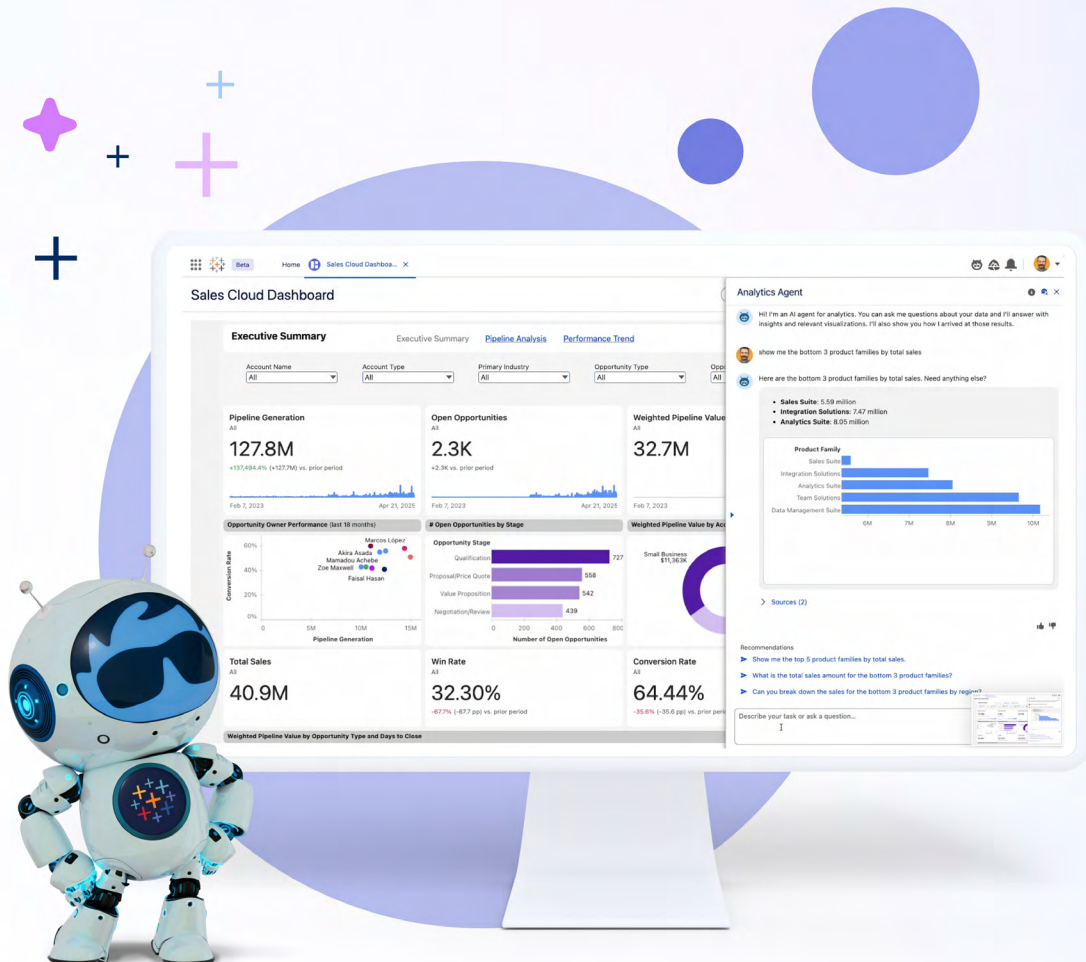 Beta
Home
Sales Cloud Dashboa...
Sales Cloud Dashboard
Executive Summary
Executive Summary
Pipeline Analysis
Performance Trend
Account Name
All
Account Type
All
Primary Industry
All
Opportunity Type
All
Opp
All
Pipeline Generation
All
127.8M
+137,494.4% (+127.7M) vs. prior period
Feb 7, 2023
Apr 21, 2025
Open Opportunities
All
2.3K
+2.3K vs. prior period
Feb 7, 2023
Apr 21, 2025
Weighted Pipeline Value
All
32.7M
Feb 7, 2023
Opportunity Owner Performance (last 18 months)
Conversion Rate
60%
40%
20%
0%
Marcos López
Akira Asada
Mamadou Achebe
Zoe Maxwell
Faisal Hasan
0 5M 10M 15M
Pipeline Generation
# Open Opportunities by Stage
Opportunity Stage
Qualification 727
Proposal/Price Quote 558
Value Proposition 542
Negotiation/Review 439
0 200 400 600 800
Number of Open Opportunities
Weighted Pipeline Value by Acc
Small Business
$11,363K
Total Sales
All
40.9M
Win Rate
All
32.30%
-67.7% (-67.7 pp) vs. prior period
Conversion Rate
All
64.44%
-35.6% (-35.6 pp) vs. prior peri
Weighted Pipeline Value by Opportunity Type and Days to Close
Analytics Agent
Hi! I'm an AI agent for analytics. You can ask me questions about your data and I'll answer with
insights and relevant visualizations. I'll also show you how I arrived at those results.
show me the bottom 3 product families by total sales
Here are the bottom 3 product families by total sales. Need anything else?
• Sales Suite: 5.59 million
• Integration Solutions: 7.47 million
• Analytics Suite: 8.05 million
Product Family
Sales Suite
Integration Solutions
Analytics Suite
Team Solutions
Data Management Suite
6M 7M 8M 9M 10M
Sources (2)
Recommendations
Show me the top 5 product families by total sales.
What is the total sales amount for the bottom 3 product families?
Can you break down the sales for the bottom 3 product families by region?
Describe your task or ask a question...